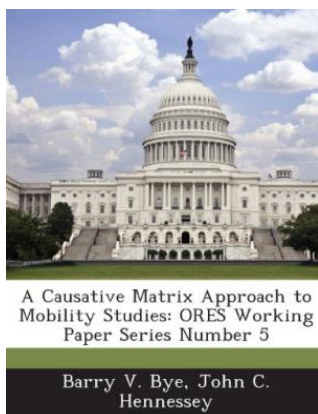 A Causative Matrix Approach to
Mobility Studies: ORES Working
Paper Series Number 5
Barry V. Bye, John C.
Hennessey